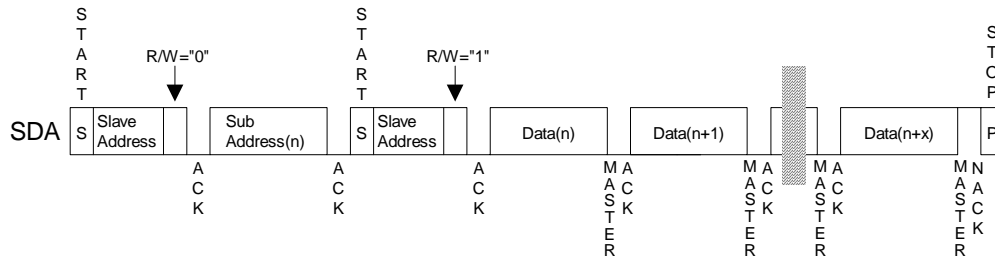 START
START
STOP
R/W="0"
R/W="1"
SDA
S
Slave
Address
Sub
Address(n)
S
Slave
Address
Data(n)
Data(n+1)
Data(n+x)
P
ACK
ACK
ACK
MASTER
ACK
MASTER
ACK
MASTER
ACK
MASTER
NACK